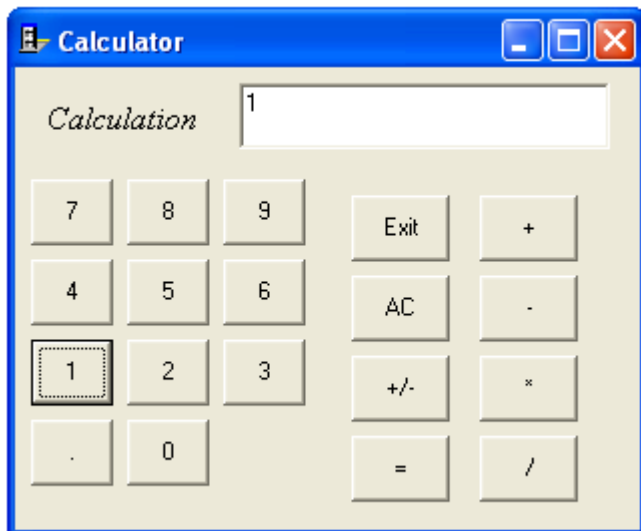 Calculator
Calculation 1
7 8 9 Exit +
4 5 6 AC -
1 2 3 +/- *
. 0 = /